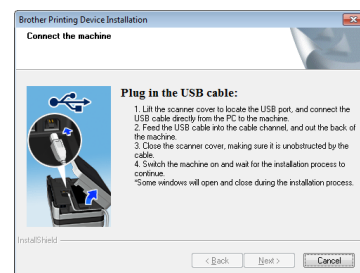 Brother Printing Device Installation
Connect the machine
Plug in the USB cable:
1. Lift the scanner cover to locate the USB port, and connect the
USB cable directly from the PC to the machine.
2. Feed the USB cable into the cable channel, and out the back of
the machine.
3. Close the scanner cover, making sure it is unobstructed by the
cable.
4. Switch the machine on and wait for the installation process to
continue.
*Some windows will open and close during the installation process.
InstallShield
< Back
Next >
Cancel